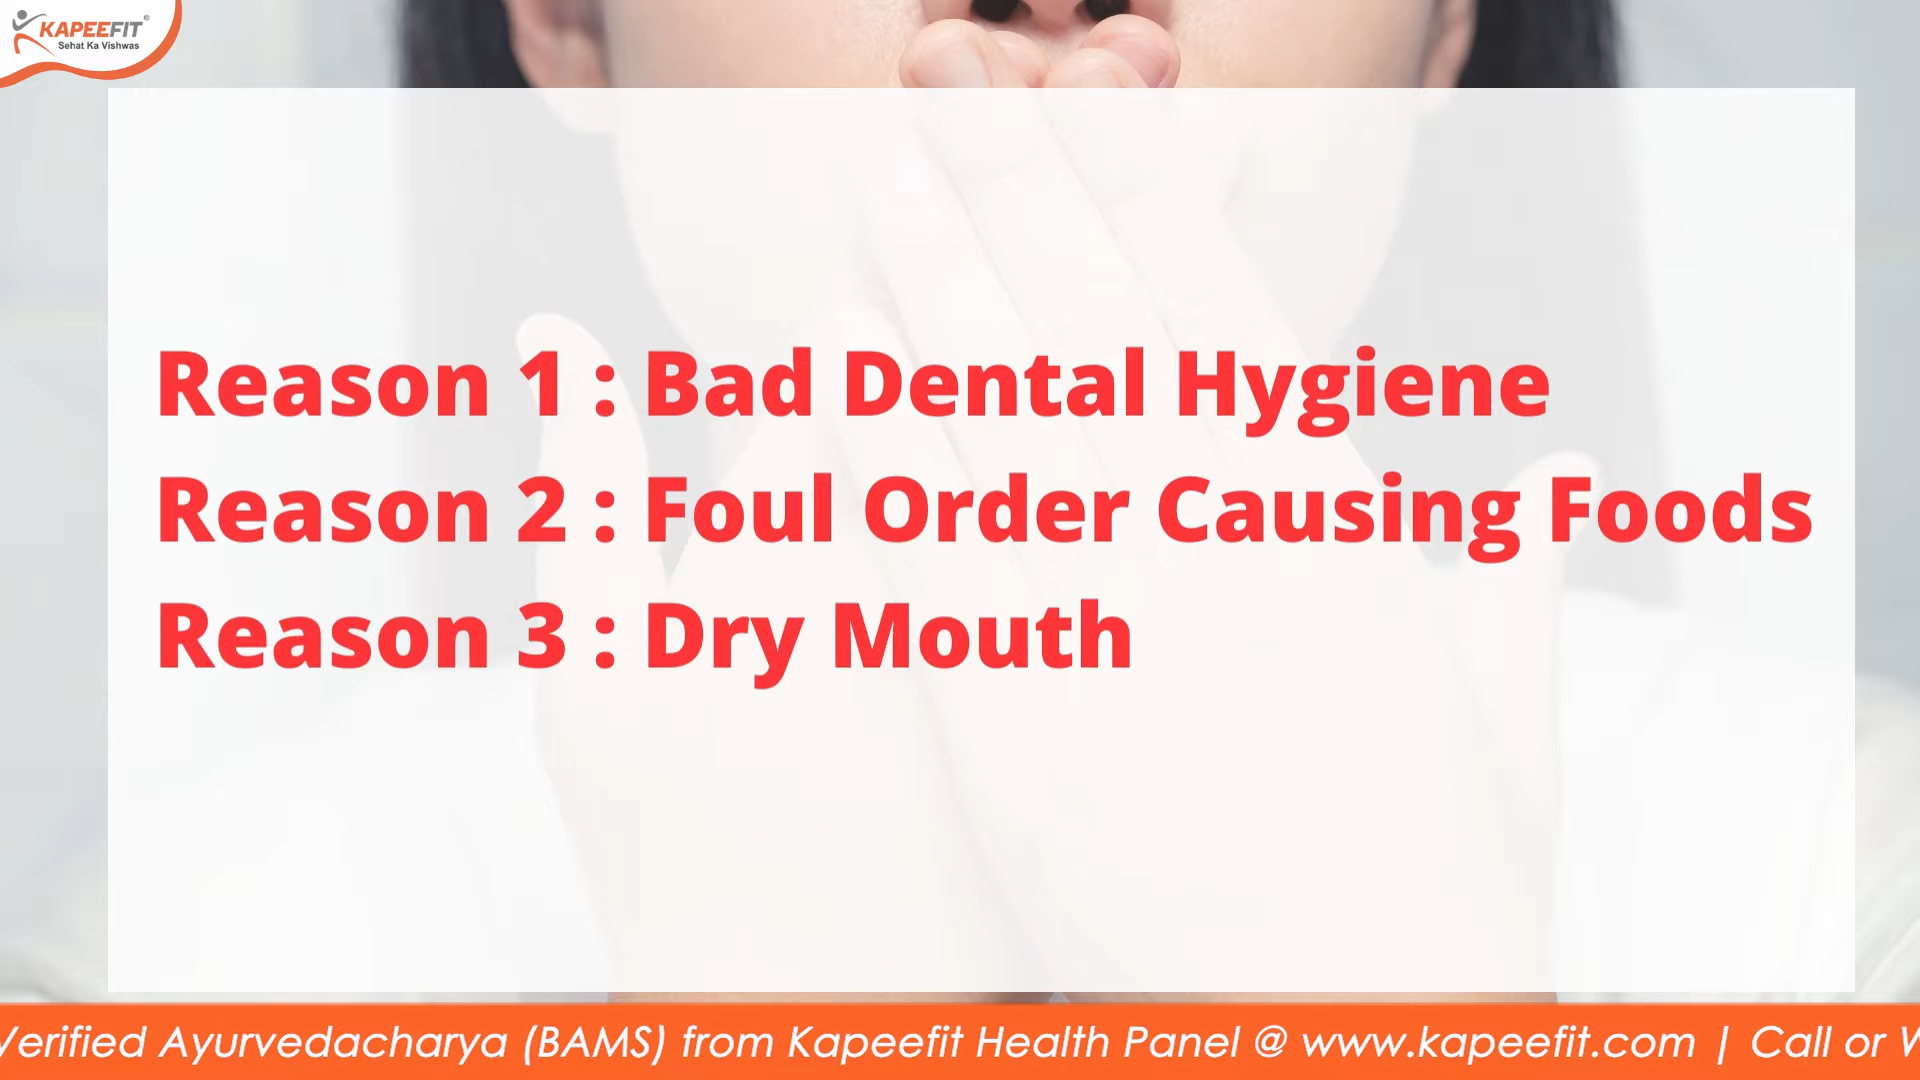 KAPEEFIT®
Sehat Ka Vishwas
Reason 1 : Bad Dental Hygiene
Reason 2 : Foul Order Causing Foods
Reason 3 : Dry Mouth
Verified Ayurvedacharya (BAMS) from Kapeefit Health Panel @ www.kapeefit.com | Call or